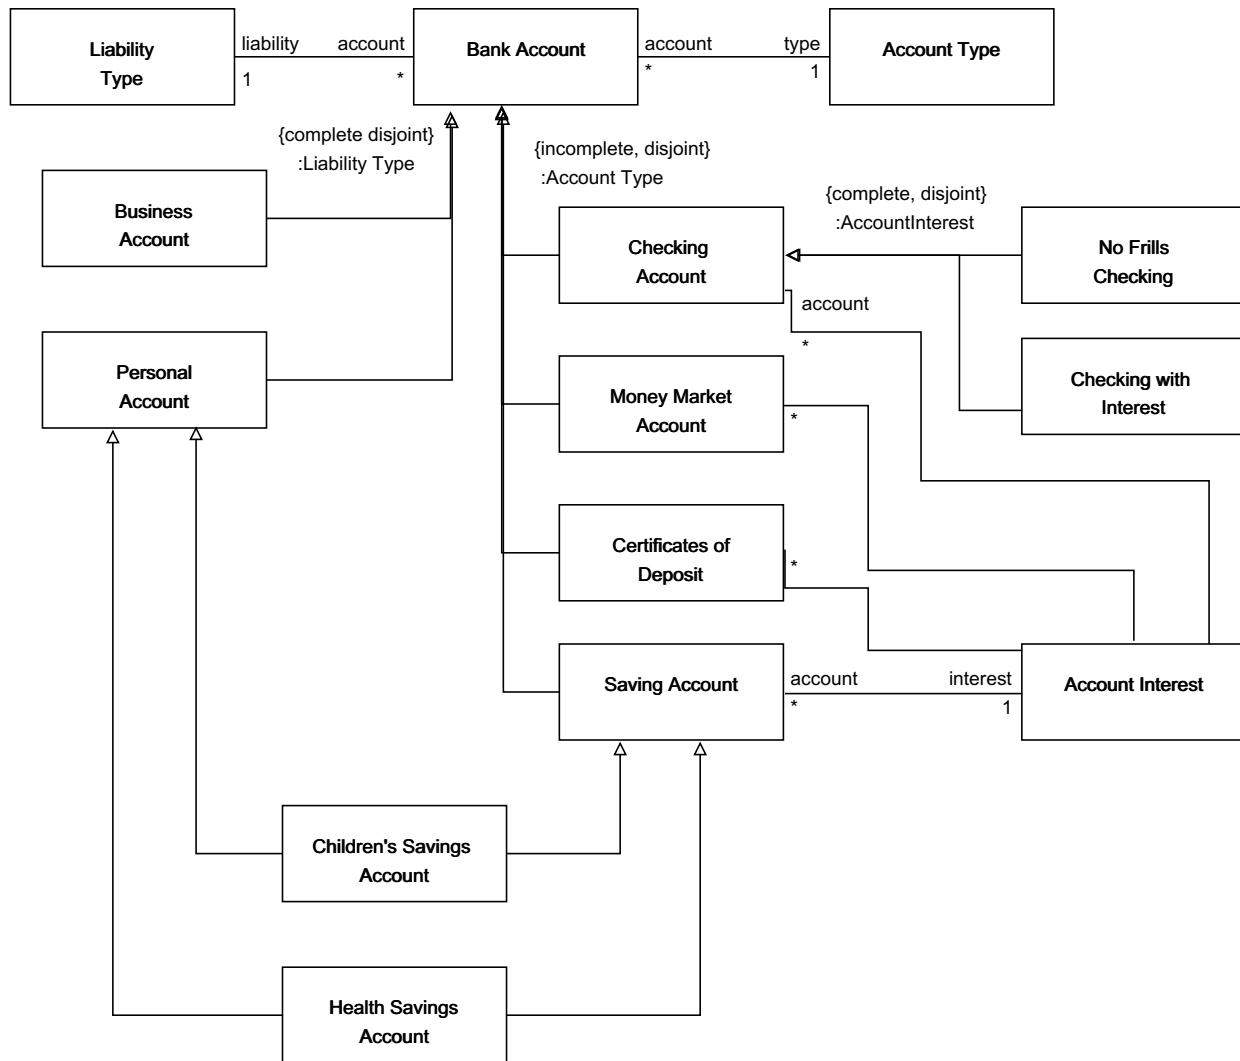 Liability
Type
liability
1
account
*
Bank Account
account
*
type
1
Account Type
{complete disjoint}
:Liability Type
{incomplete, disjoint}
:Account Type
{complete, disjoint}
:AccountInterest
Business
Account
Checking
Account
No Frills
Checking
account
*
Personal
Account
Money Market
Account
*
Checking with
Interest
Certificates of
Deposit
*
Saving Account
account
*
interest
1
Account Interest
Children's Savings
Account
Health Savings
Account